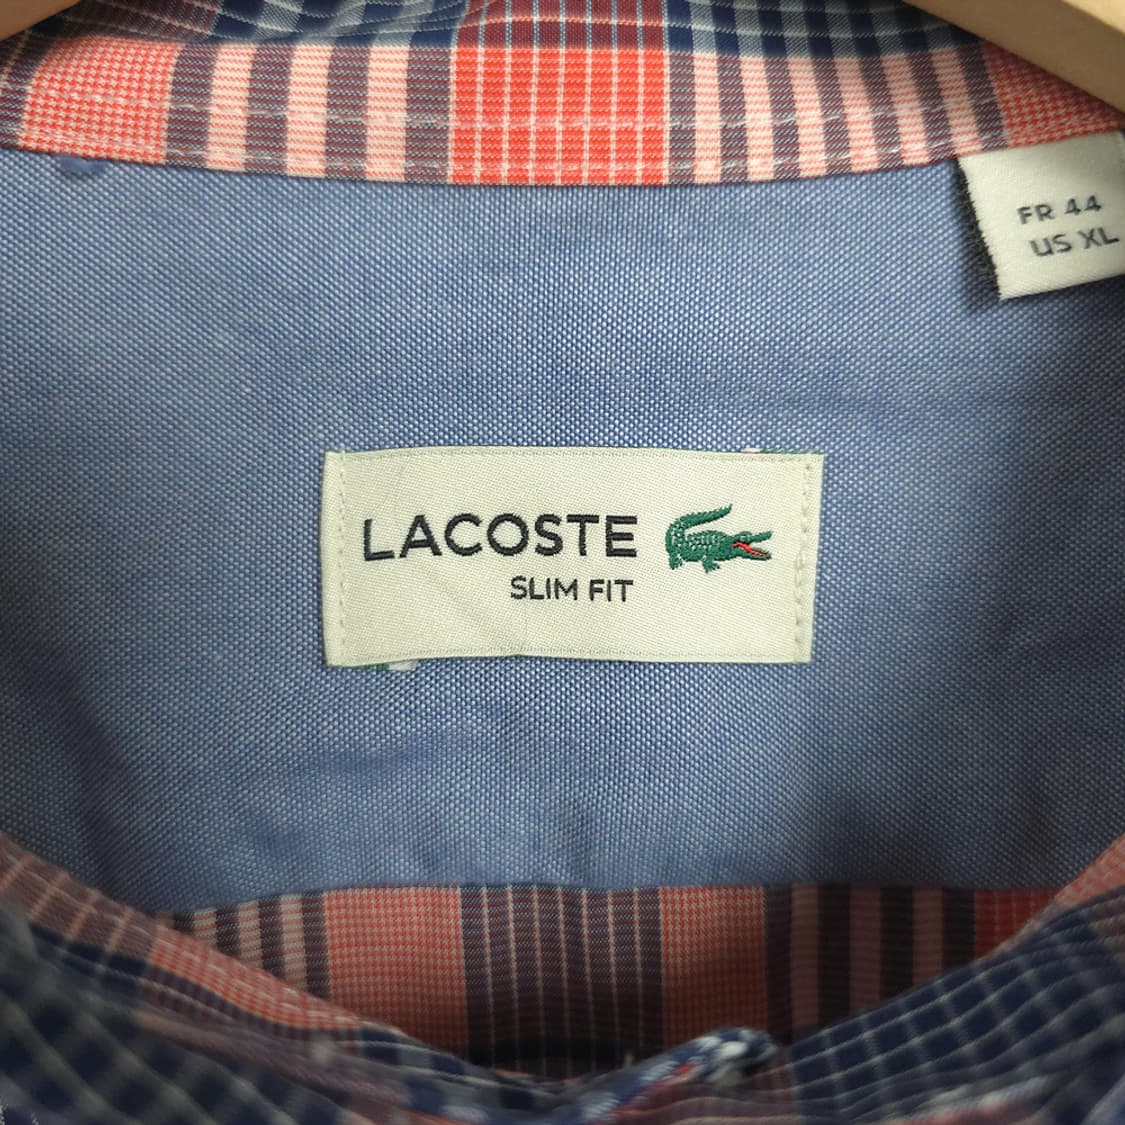 FR 44
US XL
LACOSTE
SLIM FIT